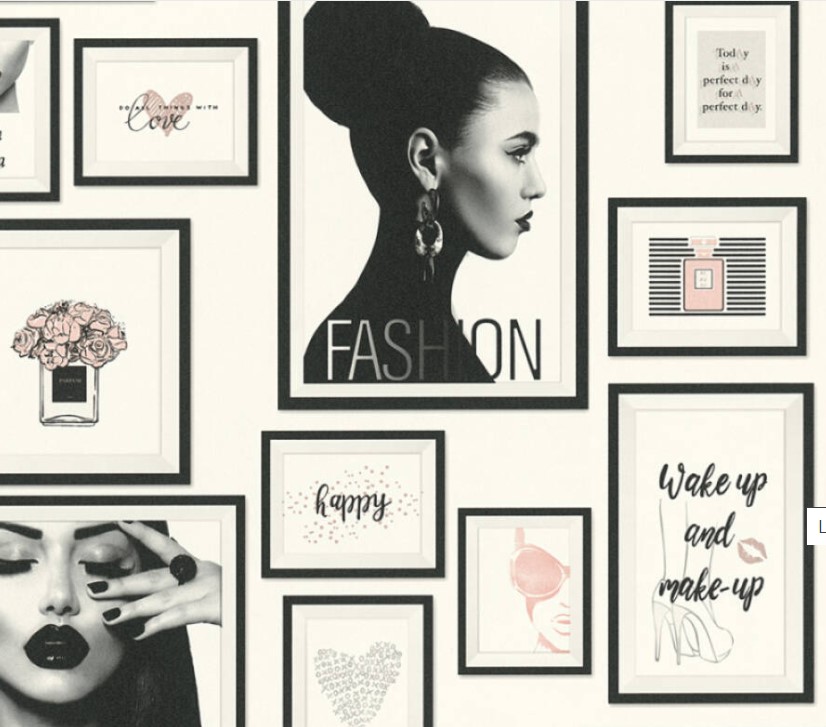 DO ALL THINGS WITH
love
FASHION
Today
is a
perfect day
for a
perfect day.
PARFUM
happy
Wake up
and
make-up
L